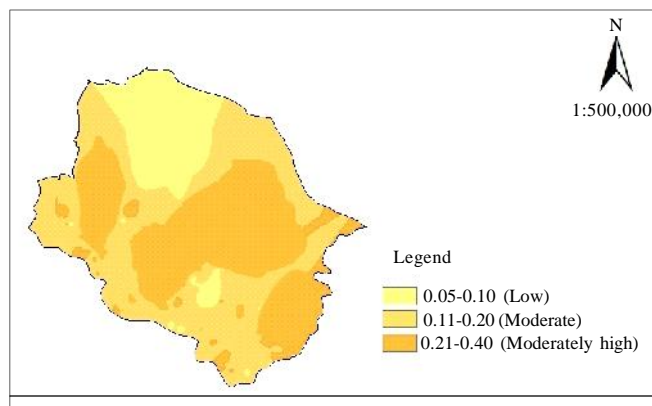 N
1:500,000
Legend
0.05-0.10 (Low)
0.11-0.20 (Moderate)
0.21-0.40 (Moderately high)